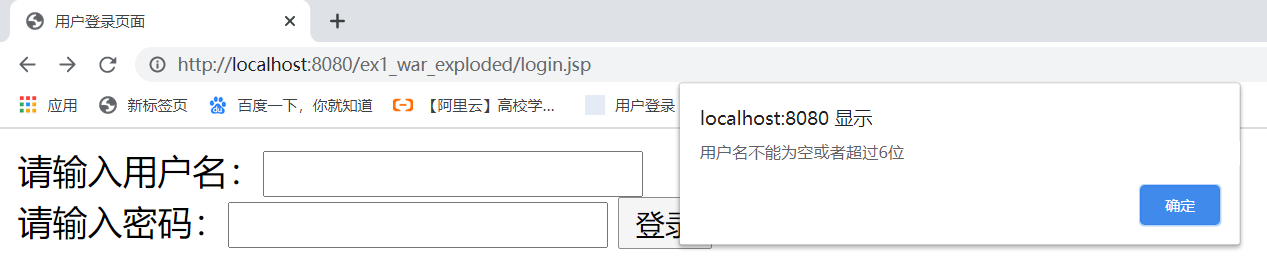 用户登录页面
http://localhost:8080/ex1_war_exploded/login.jsp
应用 新标签页 百度一下，你就知道 【阿里云】高校学... 用户登录
localhost:8080 显示
用户名不能为空或者超过6位
确定
请输入用户名：
请输入密码： 登